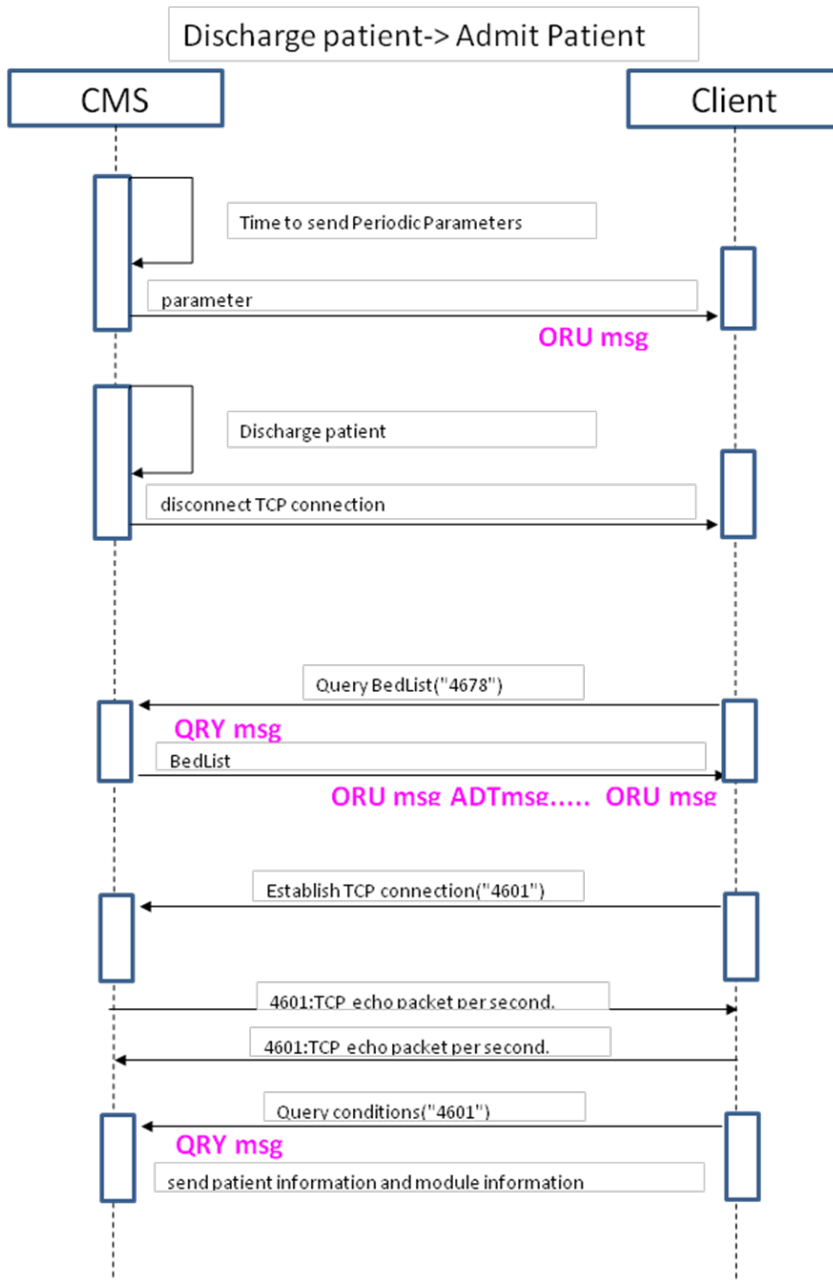 Discharge patient-> Admit Patient
CMS
Client
Time to send Periodic Parameters
parameter
ORU msg
Discharge patient
disconnect TCP connection
Query BedList("4678")
QRY msg
BedList
ORU msg ADTmsg..... ORU msg
Establish TCP connection("4601")
4601:TCP echo packet per second.
4601:TCP echo packet per second.
Query conditions("4601")
QRY msg
send patient information and module information